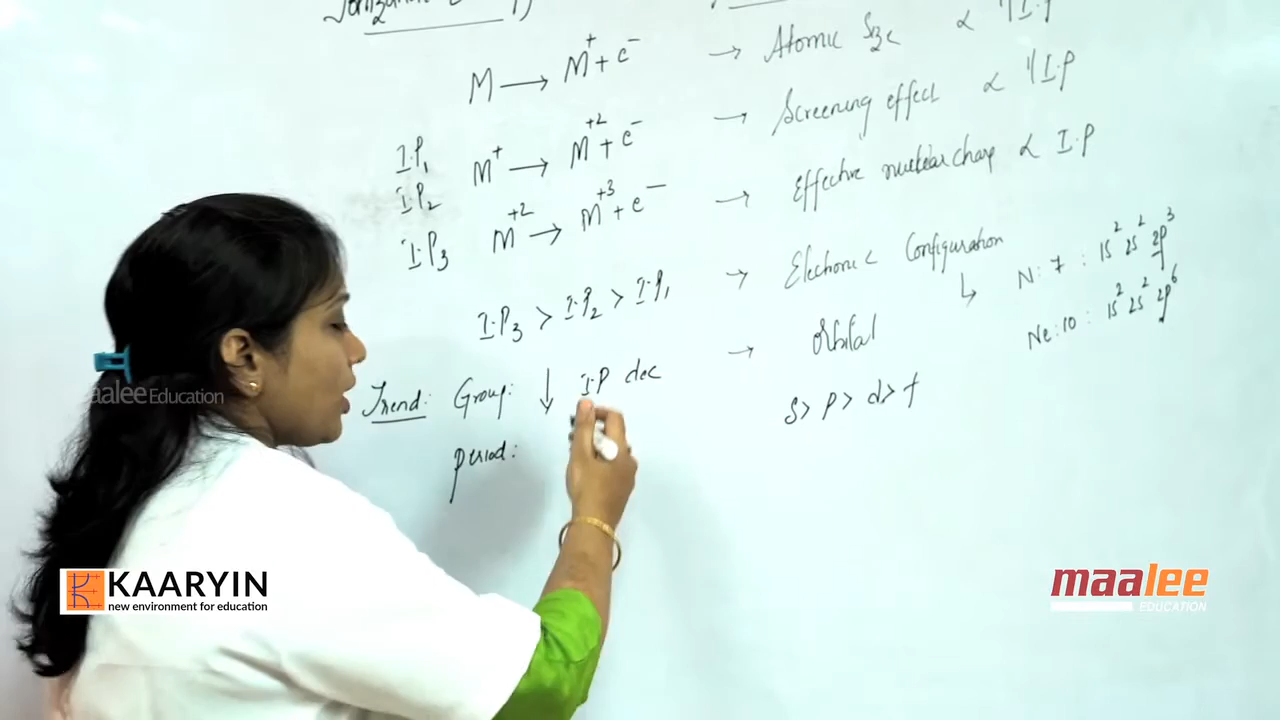 M → M⁺ + e⁻
I.P₁
M⁺ → M⁺² + e⁻
I.P₂
M⁺² → M⁺³ + e⁻
I.P₃
I.P₃ > I.P₂ > I.P₁
Trend: Group: ↓ I.P dec
Period:
→ Atomic Size ∝ 1/I.P
→ Screening effect ∝ 1/I.P
→ Effective nuclear charge ∝ I.P
→ Electronic Configuration
↳ N: 7 : 1s² 2s² 2p³
Ne: 10 : 1s² 2s² 2p⁶
→ Orbital
s > p > d > f
aalee Education
KAARYIN
new environment for education
maalee
EDUCATION